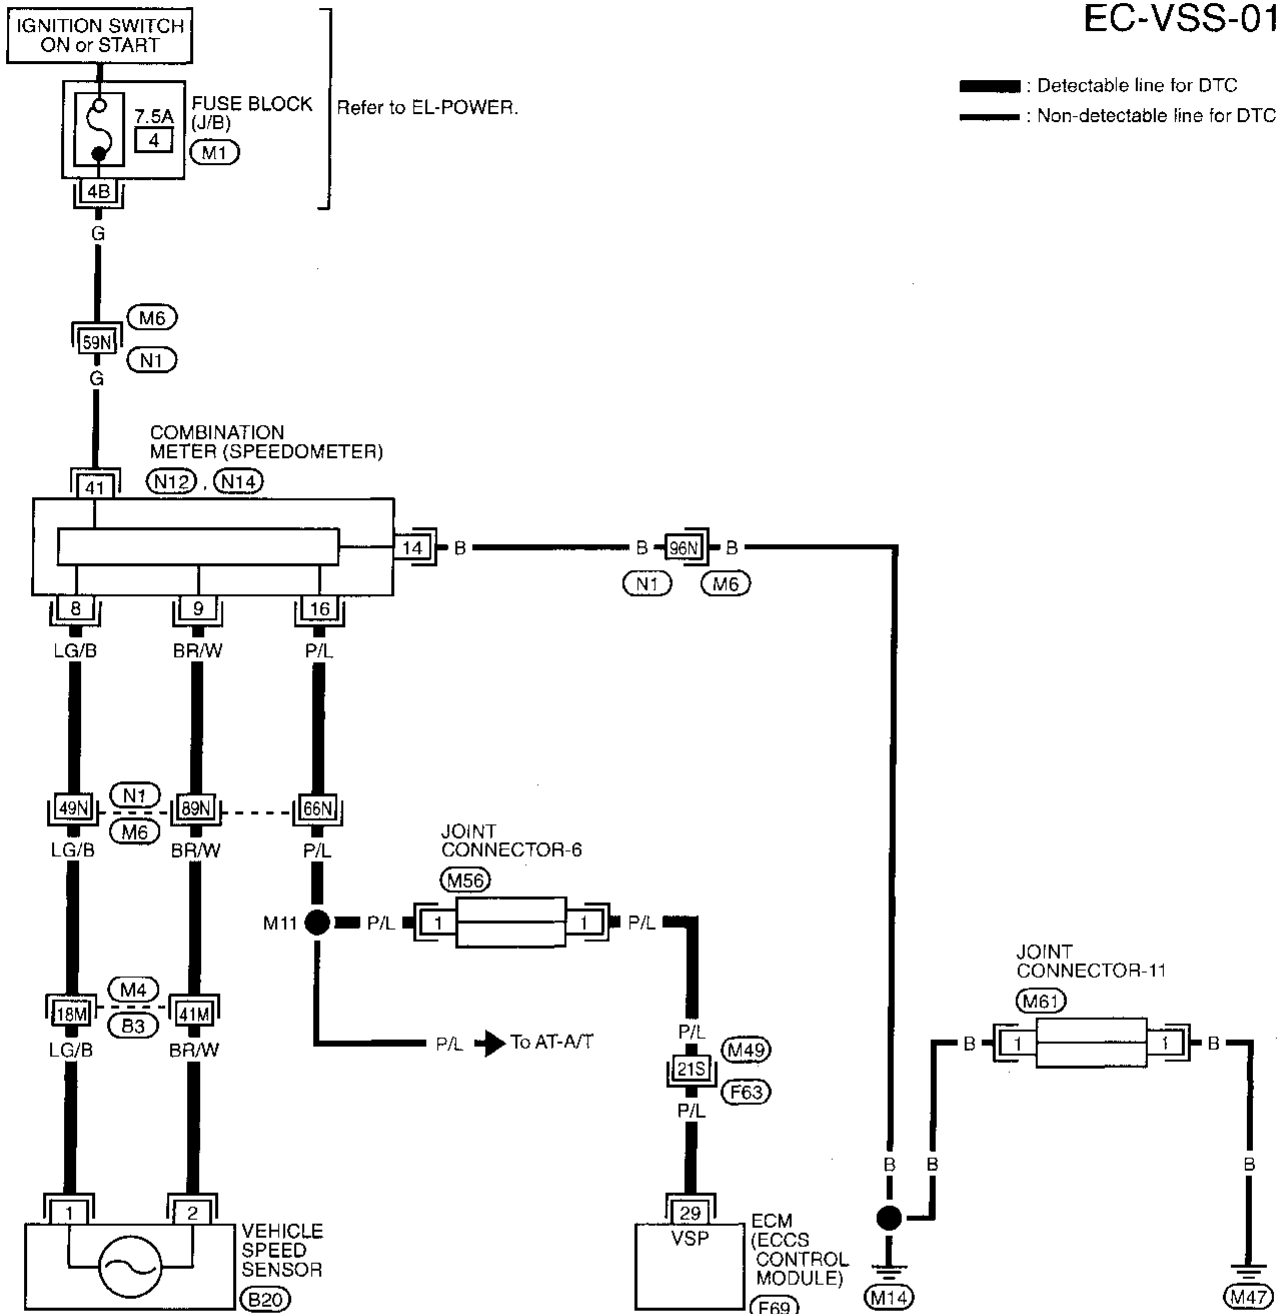 EC-VSS-01
IGNITION SWITCH
ON or START
: Detectable line for DTC
: Non-detectable line for DTC
FUSE BLOCK
(J/B)
7.5A
4
M1
Refer to EL-POWER.
4B
G
M6
59N
N1
G
COMBINATION
METER (SPEEDOMETER)
N12 , N14
41
14 B B 96N B
N1 M6
8 9 16
LG/B BR/W P/L
N1
49N 89N 66N
M6
LG/B BR/W P/L
JOINT
CONNECTOR-6
M56
M11 P/L 1 1 P/L
JOINT
CONNECTOR-11
M61
M4
18M 41M
B3
LG/B BR/W
P/L To AT-A/T
P/L
M49
21S
F63
P/L
B 1 1 B
B B B
1 2
VEHICLE
SPEED
SENSOR
B20
29
VSP
ECM
(ECCS
CONTROL
MODULE)
M14
M47